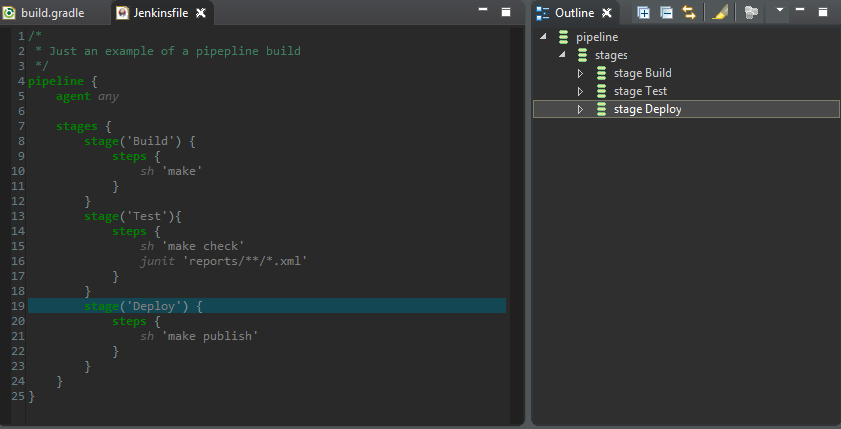 build.gradle
Jenkinsfile
1 /*
2  * Just an example of a pipepline build
3  */
4 pipeline {
5     agent any
6
7     stages {
8         stage('Build') {
9             steps {
10                 sh 'make'
11             }
12         }
13         stage('Test'){
14             steps {
15                 sh 'make check'
16                 junit 'reports/**/*.xml'
17             }
18         }
19         stage('Deploy') {
20             steps {
21                 sh 'make publish'
22             }
23         }
24     }
25 }
Outline
pipeline
stages
stage Build
stage Test
stage Deploy